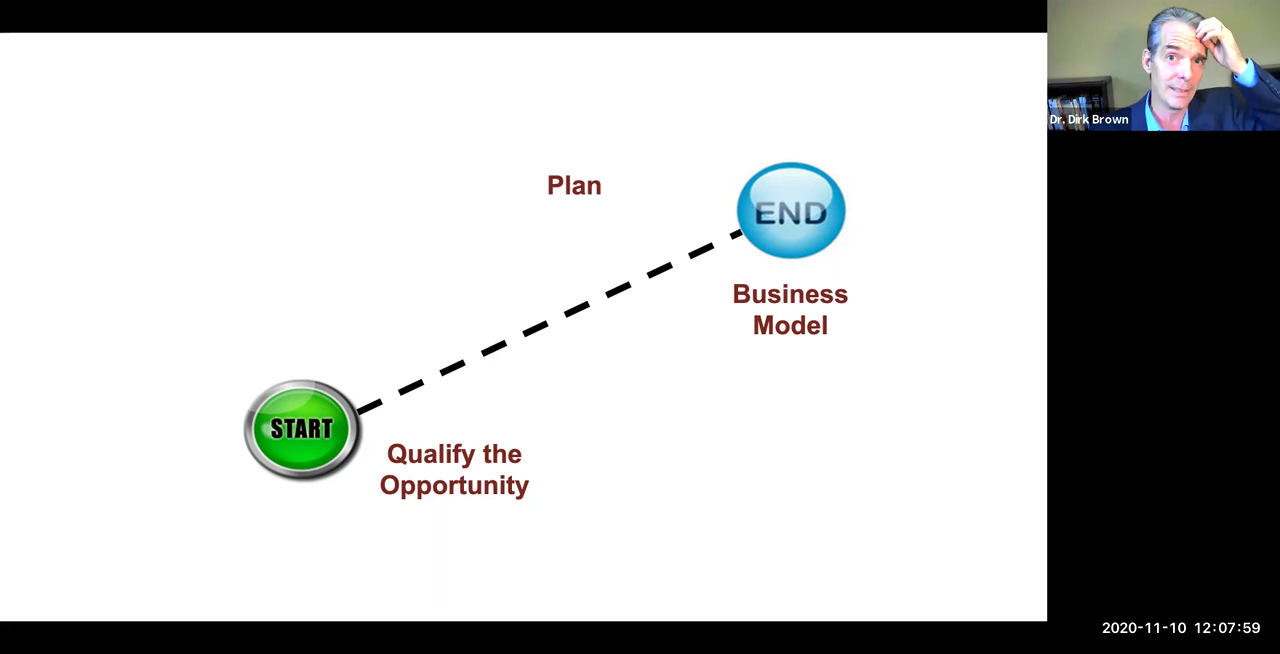 Dr. Dirk Brown
Plan
END
Business
Model
START
Qualify the
Opportunity
2020-11-10 12:07:59